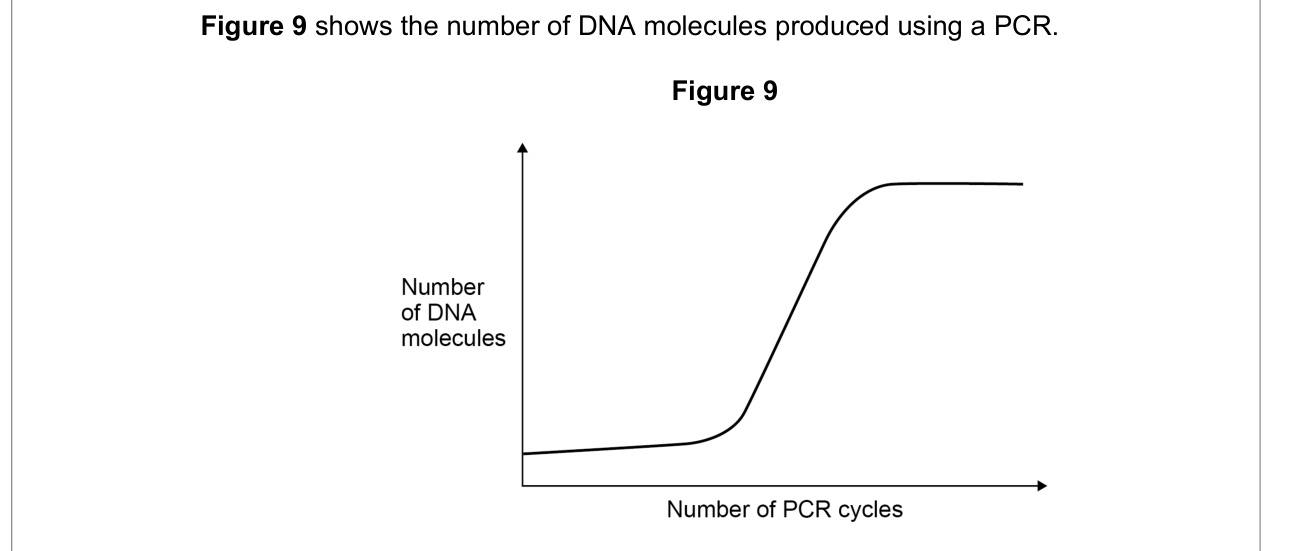 Figure 9 shows the number of DNA molecules produced using a PCR.
Figure 9
Number
of DNA
molecules
Number of PCR cycles